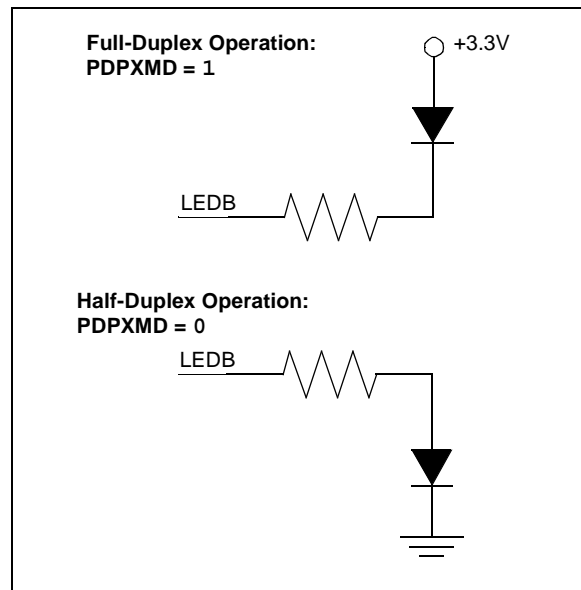 Full-Duplex Operation:
PDPXMD = 1
+3.3V
LEDB
Half-Duplex Operation:
PDPXMD = 0
LEDB